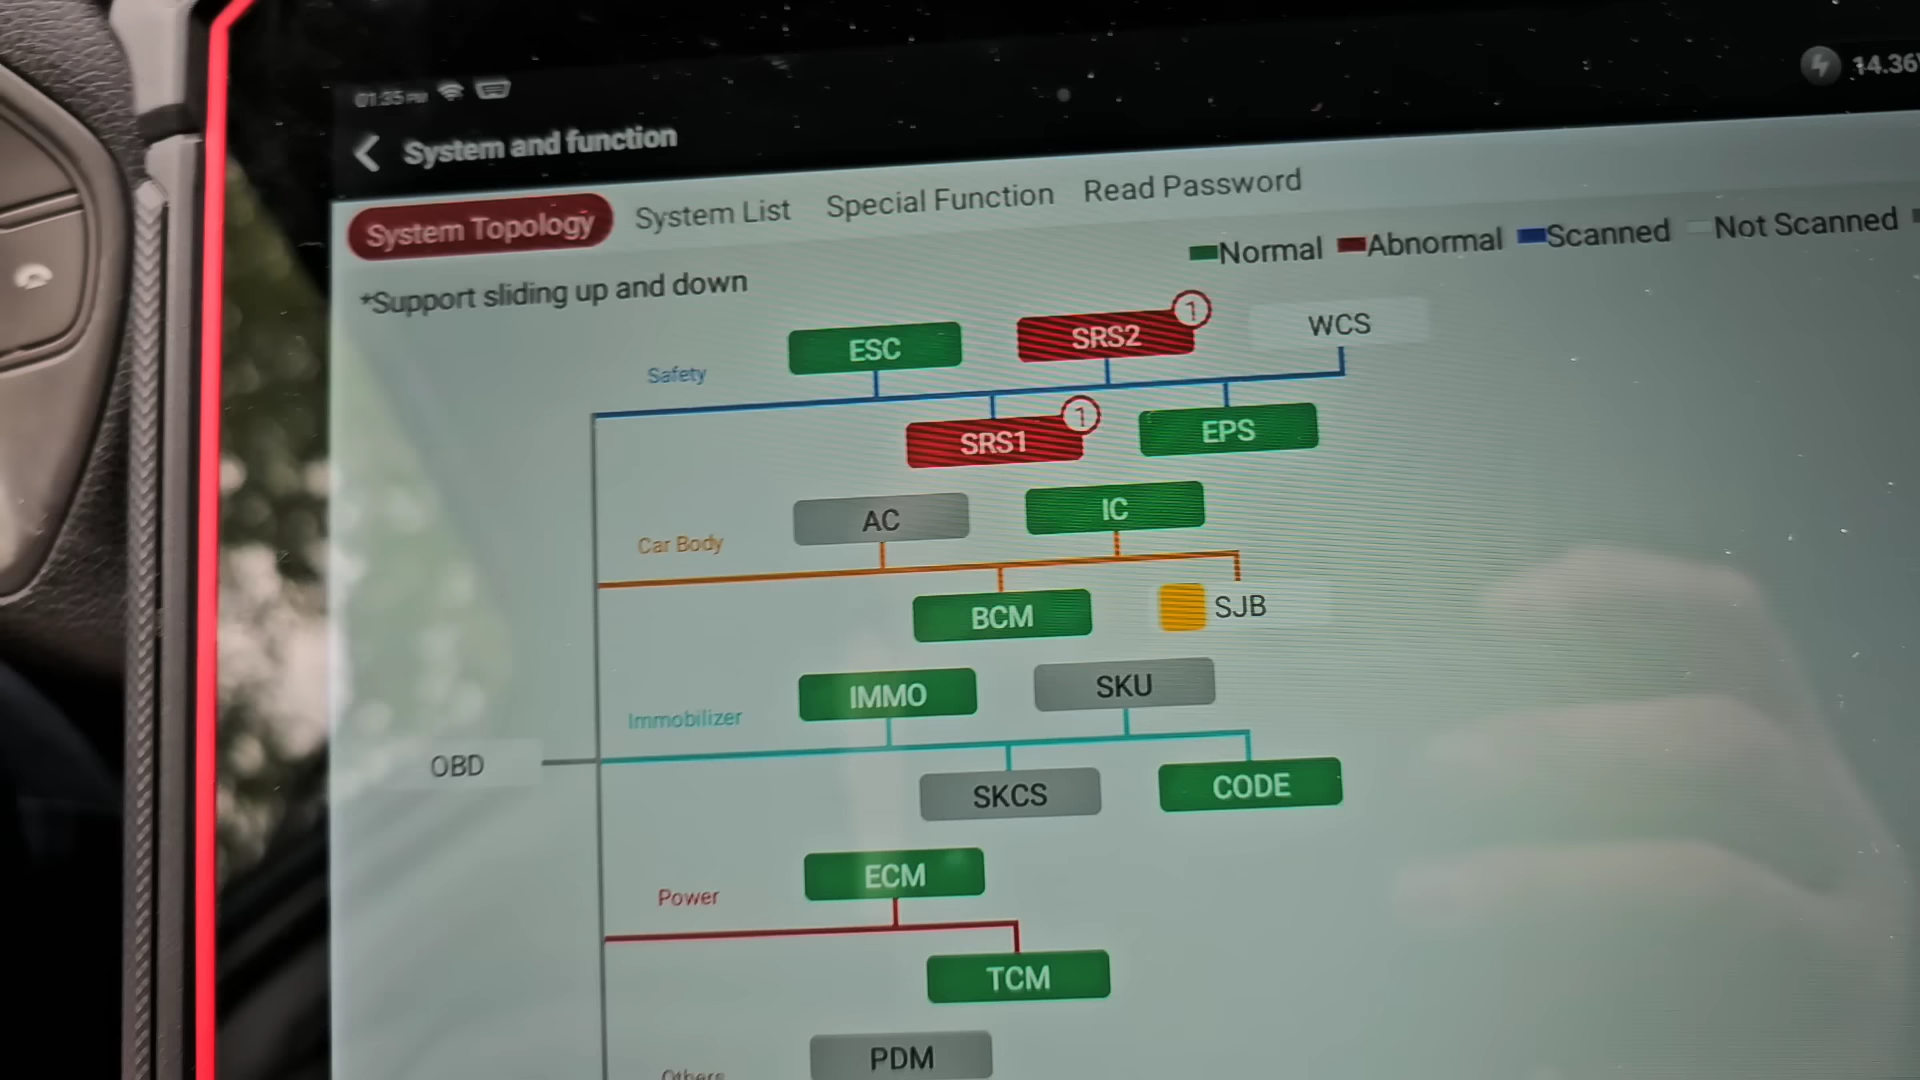 01:35 PM
14.36
System and function
System Topology System List Special Function Read Password
*Support sliding up and down
Normal Abnormal Scanned Not Scanned
ESC SRS2 1 WCS
Safety
SRS1 1 EPS
AC IC
Car Body
BCM SJB
IMMO SKU
Immobilizer
OBD
SKCS CODE
ECM
Power
TCM
PDM
Others